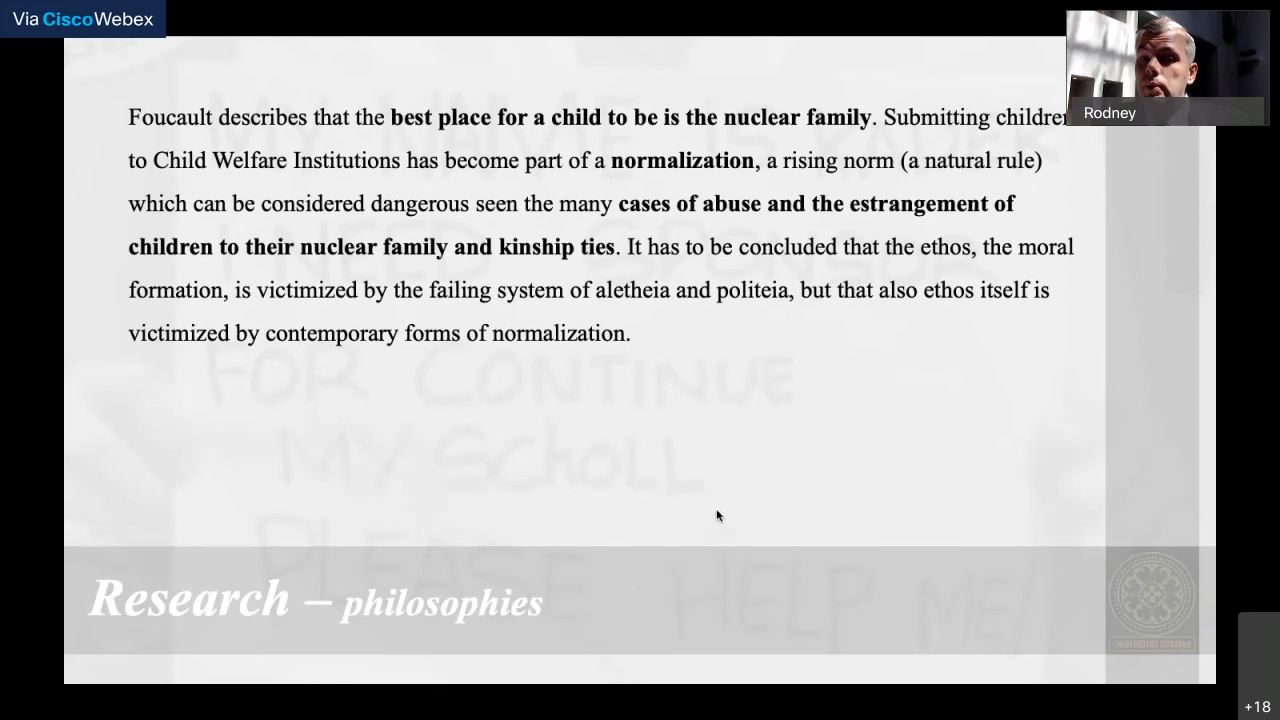 Via CiscoWebex
Rodney
Foucault describes that the best place for a child to be is the nuclear family. Submitting children
to Child Welfare Institutions has become part of a normalization, a rising norm (a natural rule)
which can be considered dangerous seen the many cases of abuse and the estrangement of
children to their nuclear family and kinship ties. It has to be concluded that the ethos, the moral
formation, is victimized by the failing system of aletheia and politeia, but that also ethos itself is
victimized by contemporary forms of normalization.
MY NAME IS
I NEED SPONSOR
FOR CONTINUE
MY SCHOLL
PLEASE HELP ME!
Research – philosophies
+18